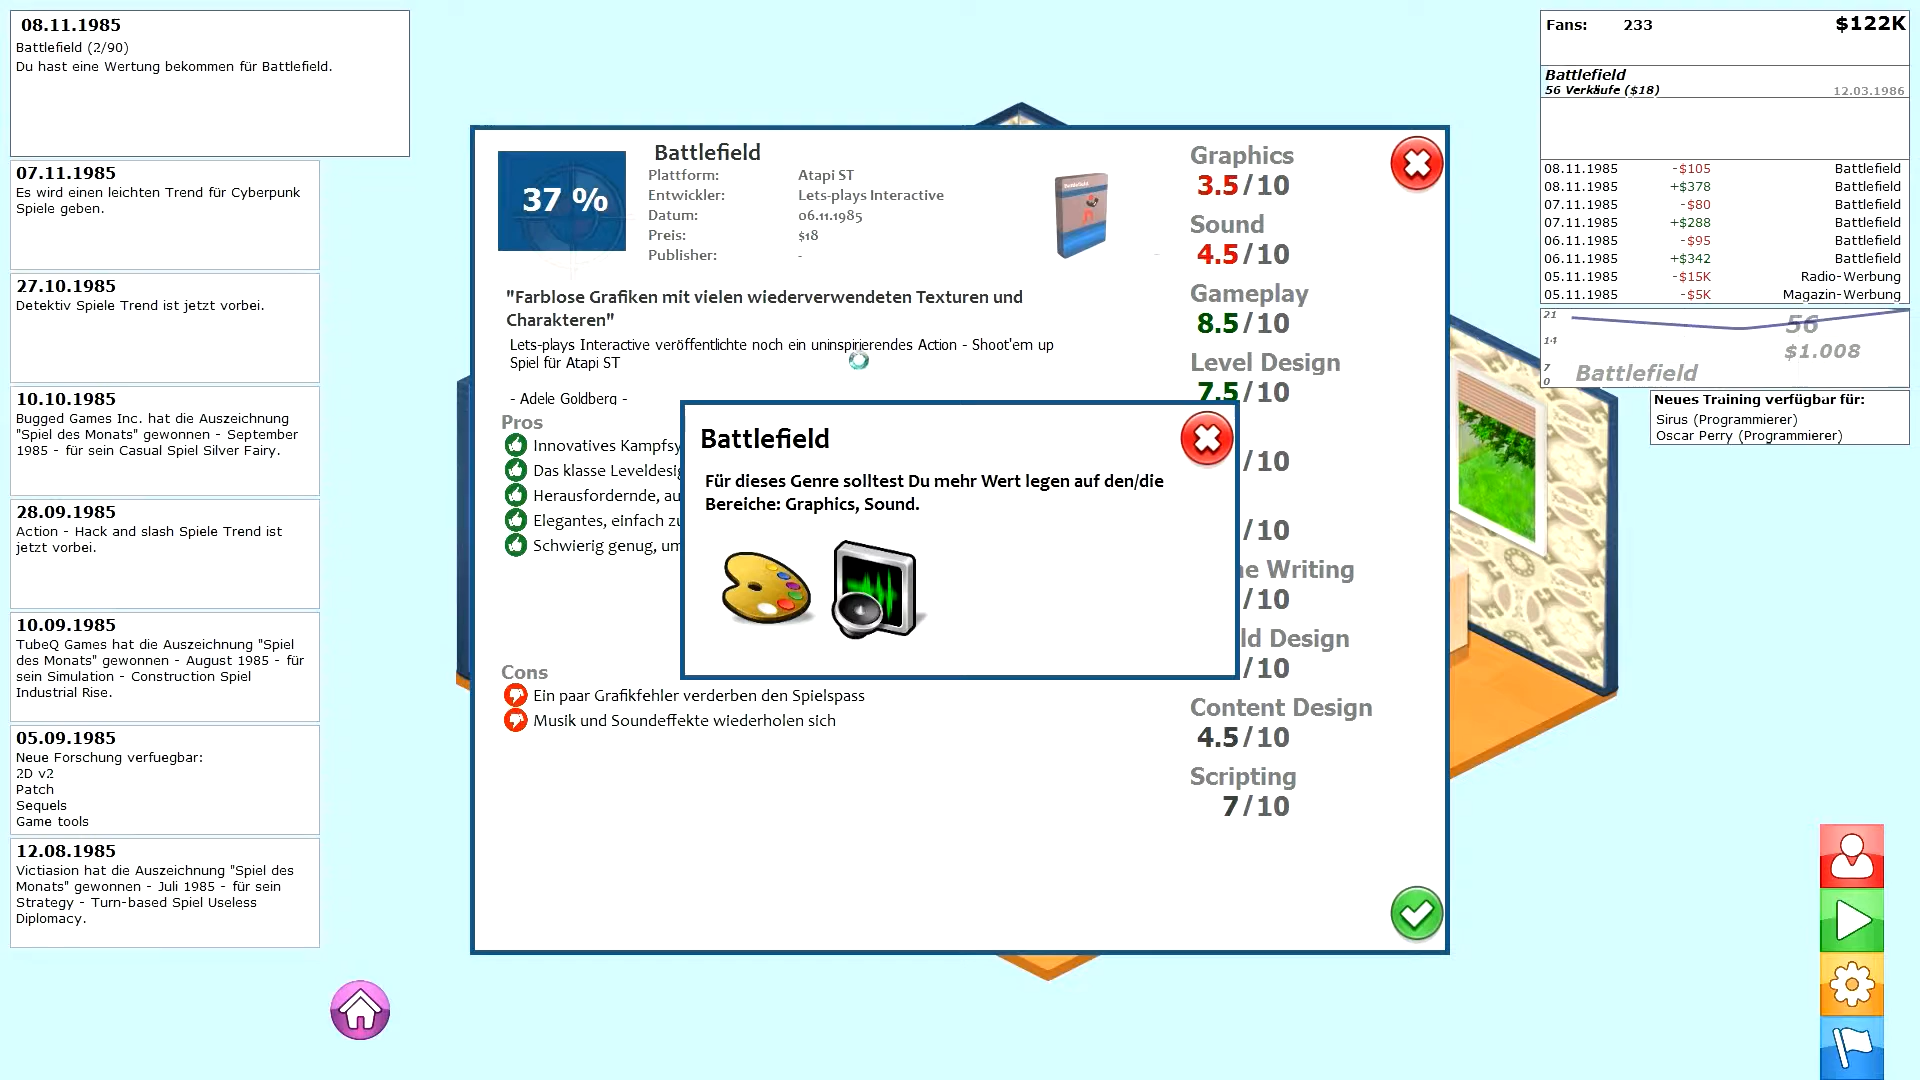 08.11.1985
Battlefield (2/90)
Du hast eine Wertung bekommen für Battlefield.
07.11.1985
Es wird einen leichten Trend für Cyberpunk
Spiele geben.
27.10.1985
Detektiv Spiele Trend ist jetzt vorbei.
10.10.1985
Bugged Games Inc. hat die Auszeichnung
"Spiel des Monats" gewonnen - September
1985 - für sein Casual Spiel Silver Fairy.
28.09.1985
Action - Hack and slash Spiele Trend ist
jetzt vorbei.
10.09.1985
TubeQ Games hat die Auszeichnung "Spiel
des Monats" gewonnen - August 1985 - für
sein Simulation - Construction Spiel
Industrial Rise.
05.09.1985
Neue Forschung verfuegbar:
2D v2
Patch
Sequels
Game tools
12.08.1985
Victiasion hat die Auszeichnung "Spiel des
Monats" gewonnen - Juli 1985 - für sein
Strategy - Turn-based Spiel Useless
Diplomacy.
37 %
Battlefield
Plattform: Atapi ST
Entwickler: Lets-plays Interactive
Datum: 06.11.1985
Preis: $18
Publisher: -
Battlefield
"Farblose Grafiken mit vielen wiederverwendeten Texturen und
Charakteren"
Lets-plays Interactive veröffentlichte noch ein uninspirierendes Action - Shoot'em up
Spiel für Atapi ST
- Adele Goldberg -
Pros
Innovatives Kampfsy
Das klasse Leveldesig
Herausfordernde, au
Elegantes, einfach zu
Schwierig genug, um
Cons
Ein paar Grafikfehler verderben den Spielspass
Musik und Soundeffekte wiederholen sich
Battlefield
Für dieses Genre solltest Du mehr Wert legen auf den/die
Bereiche: Graphics, Sound.
Graphics
3.5/10
Sound
4.5/10
Gameplay
8.5/10
Level Design
7.5/10
/10
/10
ne Writing
/10
ld Design
/10
Content Design
4.5/10
Scripting
7/10
Fans: 233 $122K
Battlefield
56 Verkäufe ($18) 12.03.1986
08.11.1985 -$105 Battlefield
08.11.1985 +$378 Battlefield
07.11.1985 -$80 Battlefield
07.11.1985 +$288 Battlefield
06.11.1985 -$95 Battlefield
06.11.1985 +$342 Battlefield
05.11.1985 -$15K Radio-Werbung
05.11.1985 -$5K Magazin-Werbung
21
14
7
0
56
$1.008
Battlefield
Neues Training verfügbar für:
Sirus (Programmierer)
Oscar Perry (Programmierer)